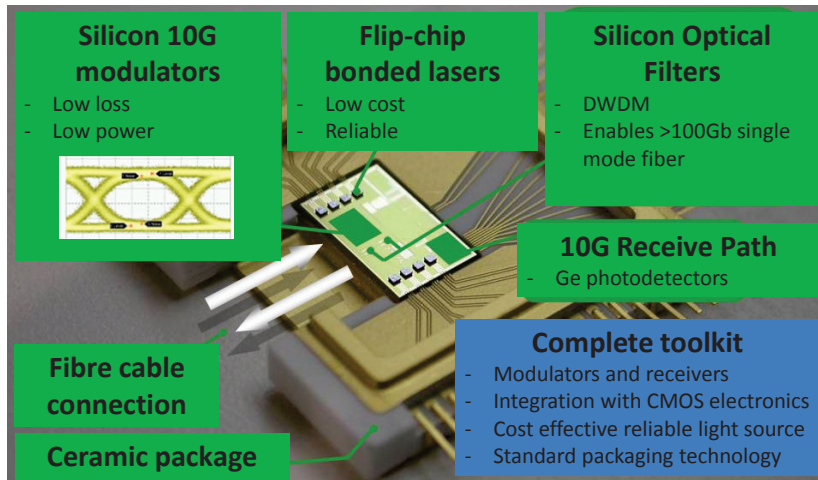 Silicon 10G
modulators
- Low loss
- Low power
Flip-chip
bonded lasers
- Low cost
- Reliable
Silicon Optical
Filters
- DWDM
- Enables >100Gb single
mode fiber
10G Receive Path
- Ge photodetectors
Fibre cable
connection
Ceramic package
Complete toolkit
- Modulators and receivers
- Integration with CMOS electronics
- Cost effective reliable light source
- Standard packaging technology